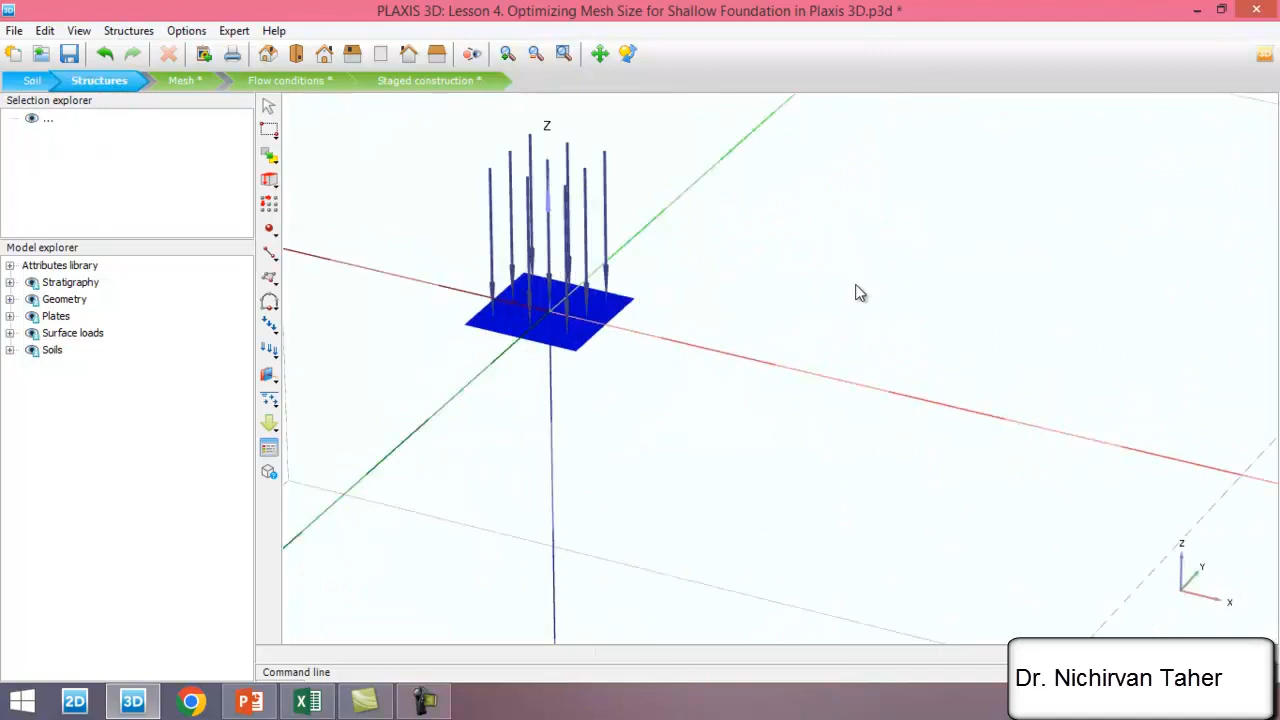 PLAXIS 3D: Lesson 4. Optimizing Mesh Size for Shallow Foundation in Plaxis 3D.p3d *
File Edit View Structures Options Expert Help
Soil Structures Mesh * Flow conditions * Staged construction *
Selection explorer
...
Model explorer
Attributes library
Stratigraphy
Geometry
Plates
Surface loads
Soils
Z
Z
Y
X
Command line
Dr. Nichirvan Taher
2D 3D